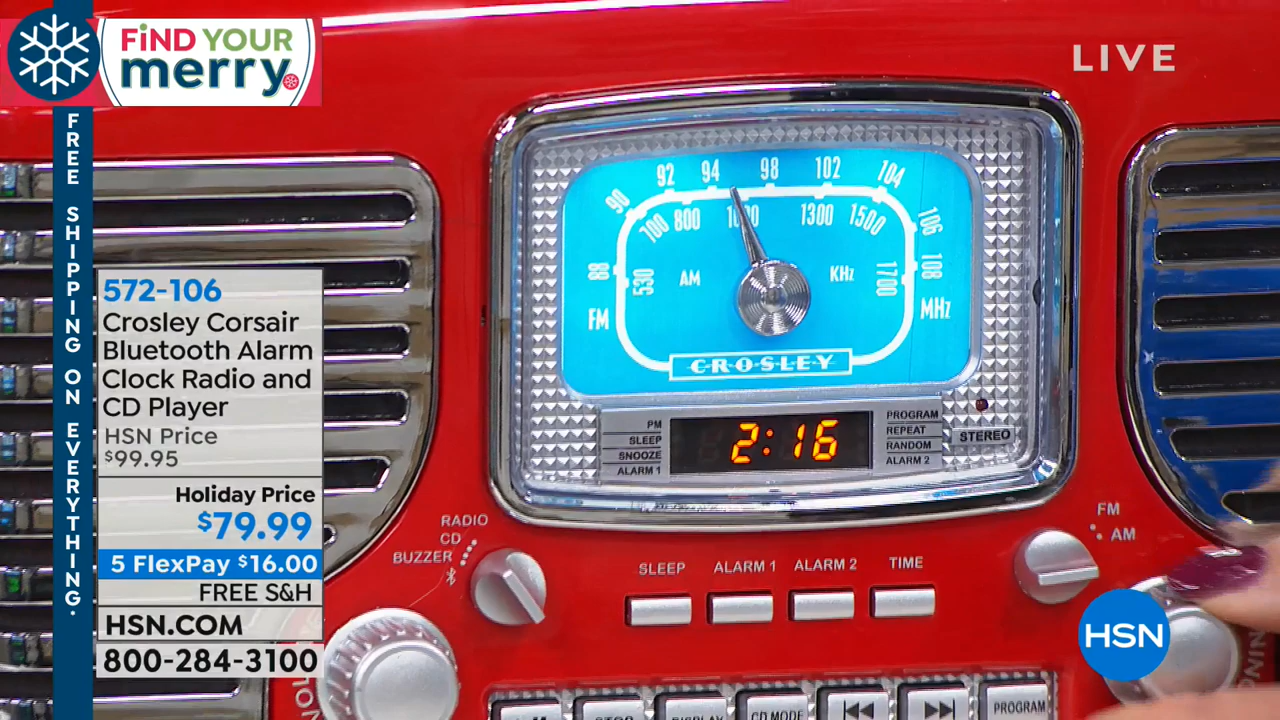 FiND YOUR
merry.
LIVE
FREE SHIPPING ON EVERYTHING.
572-106
Crosley Corsair
Bluetooth Alarm
Clock Radio and
CD Player
HSN Price
$99.95
Holiday Price
$79.99
5 FlexPay $16.00
FREE S&H
HSN.COM
800-284-3100
88 90 92 94 98 102 104 106 108
530 700 800 1300 1500 1700
AM KHz
FM MHz
CROSLEY
PM
SLEEP
SNOOZE
ALARM 1
2:16
PROGRAM
REPEAT
RANDOM
ALARM 2
STEREO
RADIO
CD
BUZZER
SLEEP ALARM 1 ALARM 2 TIME
FM
AM
HSN
DISPLAY CD MODE PROGRAM